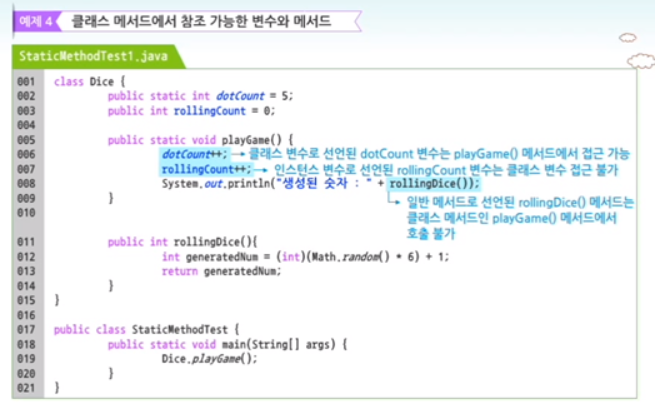 예제 4 클래스 메서드에서 참조 가능한 변수와 메서드
StaticMethodTest1.java
001 class Dice {
002 public static int dotCount = 5;
003 public int rollingCount = 0;
004
005 public static void playGame() {
006 dotCount++; 클래스 변수로 선언된 dotCount 변수는 playGame() 메서드에서 접근 가능
007 rollingCount++; 인스턴스 변수로 선언된 rollingCount 변수는 클래스 변수 접근 불가
008 System.out.println("생성된 숫자 : " + rollingDice());
009 }
일반 메서드로 선언된 rollingDice() 메서드는
010
클래스 메서드인 playGame() 메서드에서
호출 불가
011 public int rollingDice(){
012 int generatedNum = (int)(Math.random() * 6) + 1;
013 return generatedNum;
014 }
015 }
016
017 public class StaticMethodTest {
018 public static void main(String[] args) {
019 Dice.playGame();
020 }
021 }